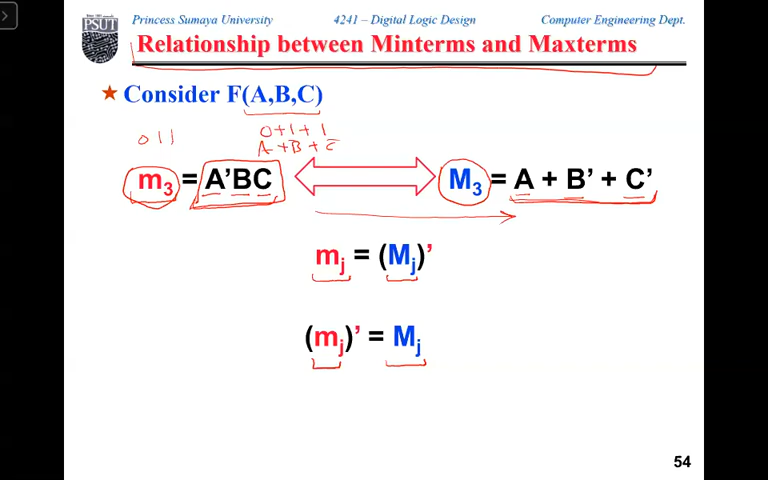 PSUT
Princess Sumaya University 4241 – Digital Logic Design Computer Engineering Dept.
Relationship between Minterms and Maxterms
★ Consider F(A,B,C)
0 1 1
0+1+1
m3 = A’BC M3 = A + B’ + C’
mj = (Mj)’
(mj)’ = Mj
54